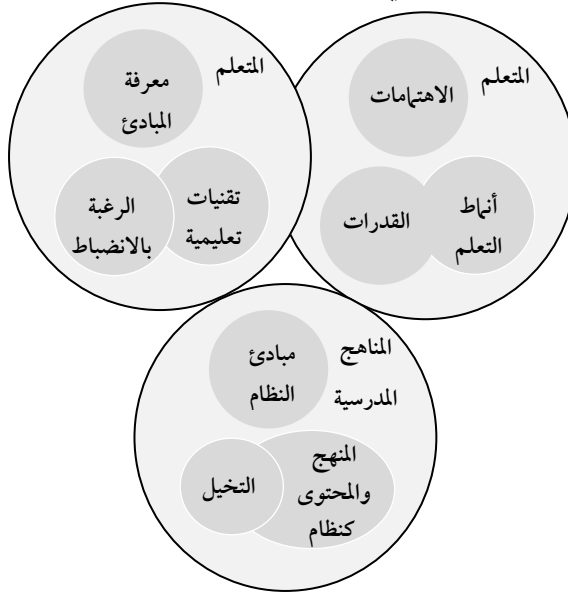 المتعلم
الاهتمامات
القدرات
أنماط
التعلم
المتعلم
معرفة
المبادئ
تقنيات
تعليمية
الرغبة
بالانضباط
المناهج
المدرسية
مبادئ
النظام
المنهج
والمحتوى
كنظام
التخيل